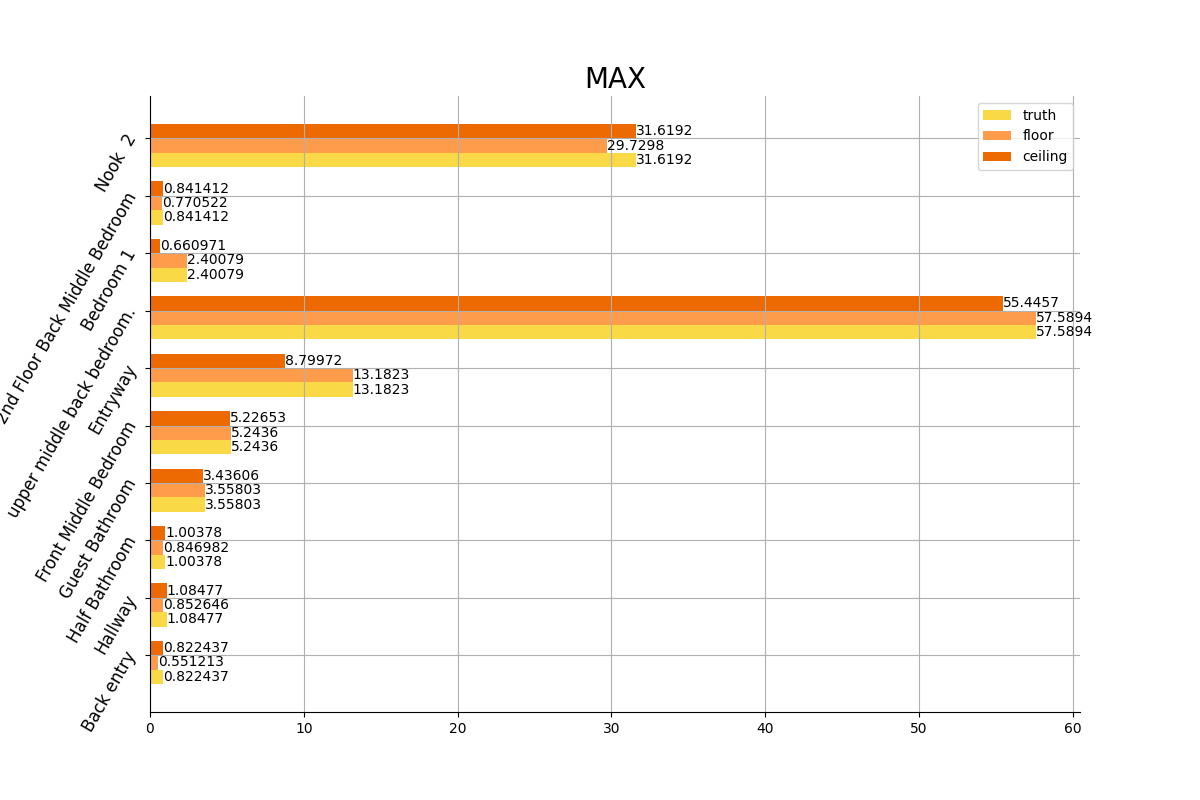 MAX
truth
floor
ceiling
Nook  2
31.6192
29.7298
31.6192
2nd Floor Back Middle Bedroom
0.841412
0.770522
0.841412
Bedroom 1
0.660971
2.40079
2.40079
upper middle back bedroom.
55.4457
57.5894
57.5894
Entryway
8.79972
13.1823
13.1823
Front Middle Bedroom
5.22653
5.2436
5.2436
Guest Bathroom
3.43606
3.55803
3.55803
Half Bathroom
1.00378
0.846982
1.00378
Hallway
1.08477
0.852646
1.08477
Back entry
0.822437
0.551213
0.822437
0 10 20 30 40 50 60